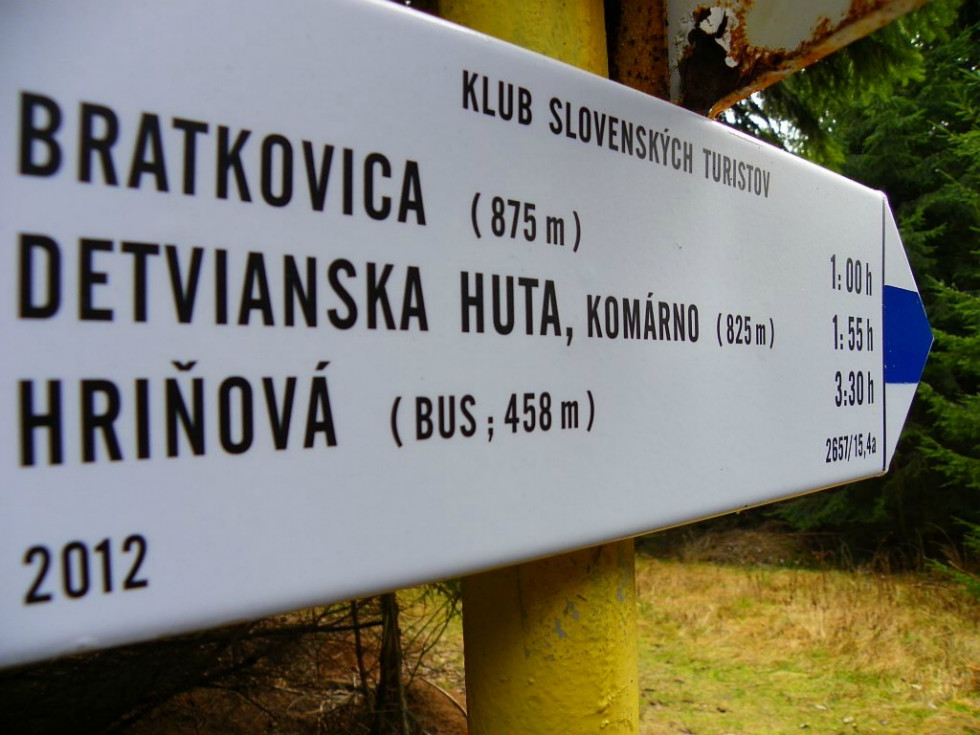 KLUB SLOVENSKÝCH TURISTOV
BRATKOVICA (875 m) 1:00 h
DETVIANSKA HUTA, KOMÁRNO (825 m) 1:55 h
HRIŇOVÁ (BUS ; 458 m) 3:30 h
2657/15,4a
2012